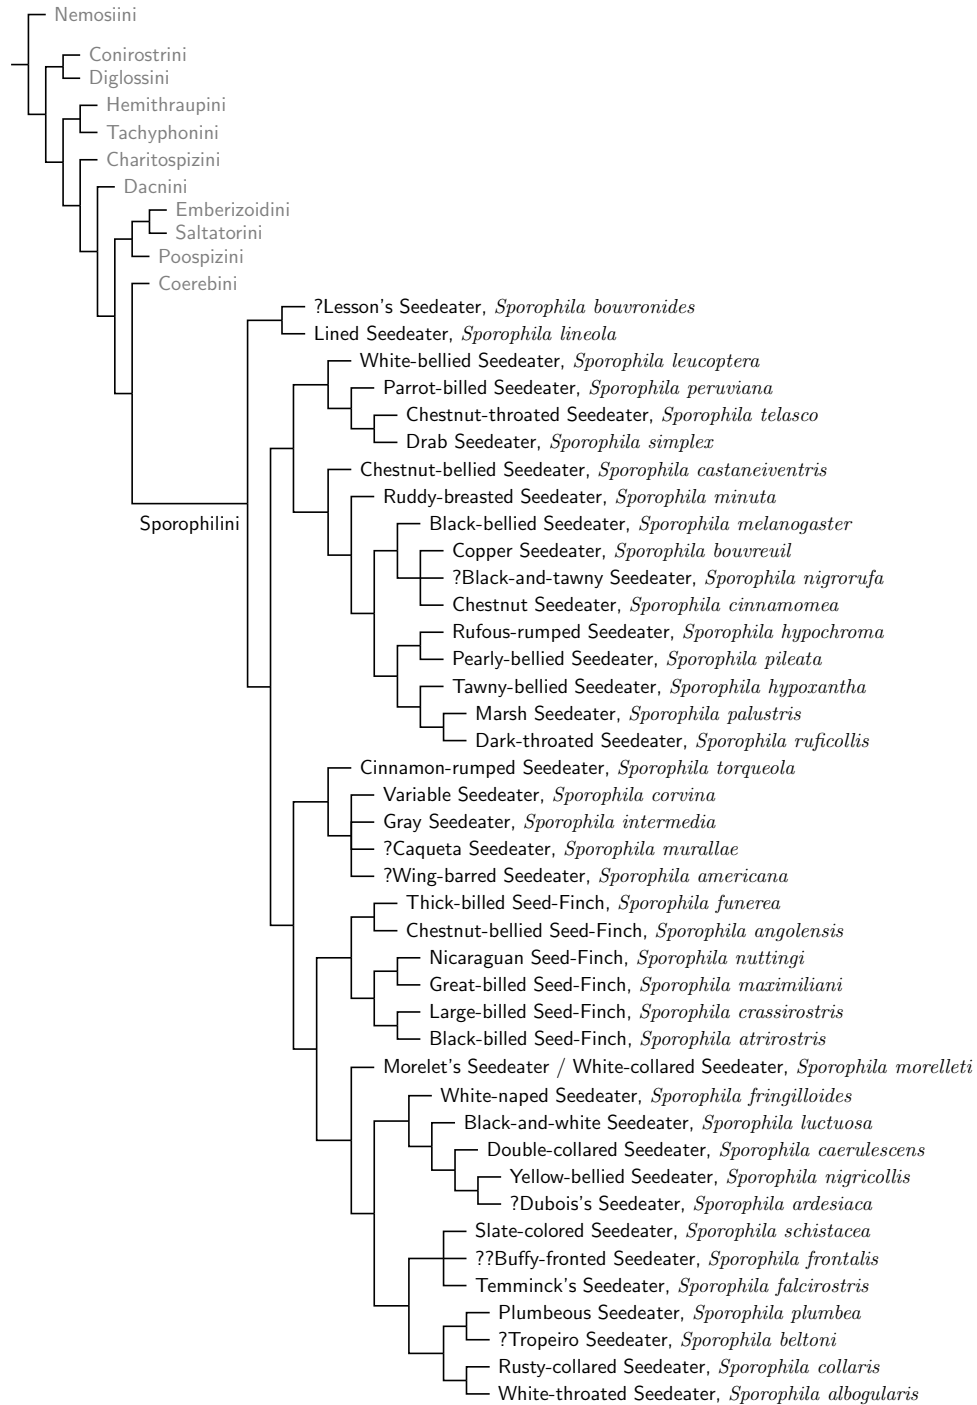 Nemosiini
Conirostrini
Diglossini
Hemithraupini
Tachyphonini
Charitospizini
Dacnini
Emberizoidini
Saltatorini
Poospizini
Coerebini
?Lesson's Seedeater, Sporophila bouvronides
Lined Seedeater, Sporophila lineola
White-bellied Seedeater, Sporophila leucoptera
Parrot-billed Seedeater, Sporophila peruviana
Chestnut-throated Seedeater, Sporophila telasco
Drab Seedeater, Sporophila simplex
Chestnut-bellied Seedeater, Sporophila castaneiventris
Ruddy-breasted Seedeater, Sporophila minuta
Sporophilini
Black-bellied Seedeater, Sporophila melanogaster
Copper Seedeater, Sporophila bouvreuil
?Black-and-tawny Seedeater, Sporophila nigrorufa
Chestnut Seedeater, Sporophila cinnamomea
Rufous-rumped Seedeater, Sporophila hypochroma
Pearly-bellied Seedeater, Sporophila pileata
Tawny-bellied Seedeater, Sporophila hypoxantha
Marsh Seedeater, Sporophila palustris
Dark-throated Seedeater, Sporophila ruficollis
Cinnamon-rumped Seedeater, Sporophila torqueola
Variable Seedeater, Sporophila corvina
Gray Seedeater, Sporophila intermedia
?Caqueta Seedeater, Sporophila murallae
?Wing-barred Seedeater, Sporophila americana
Thick-billed Seed-Finch, Sporophila funerea
Chestnut-bellied Seed-Finch, Sporophila angolensis
Nicaraguan Seed-Finch, Sporophila nuttingi
Great-billed Seed-Finch, Sporophila maximiliani
Large-billed Seed-Finch, Sporophila crassirostris
Black-billed Seed-Finch, Sporophila atrirostris
Morelet's Seedeater / White-collared Seedeater, Sporophila morelleti
White-naped Seedeater, Sporophila fringilloides
Black-and-white Seedeater, Sporophila luctuosa
Double-collared Seedeater, Sporophila caerulescens
Yellow-bellied Seedeater, Sporophila nigricollis
?Dubois's Seedeater, Sporophila ardesiaca
Slate-colored Seedeater, Sporophila schistacea
??Buffy-fronted Seedeater, Sporophila frontalis
Temminck's Seedeater, Sporophila falcirostris
Plumbeous Seedeater, Sporophila plumbea
?Tropeiro Seedeater, Sporophila beltoni
Rusty-collared Seedeater, Sporophila collaris
White-throated Seedeater, Sporophila albogularis